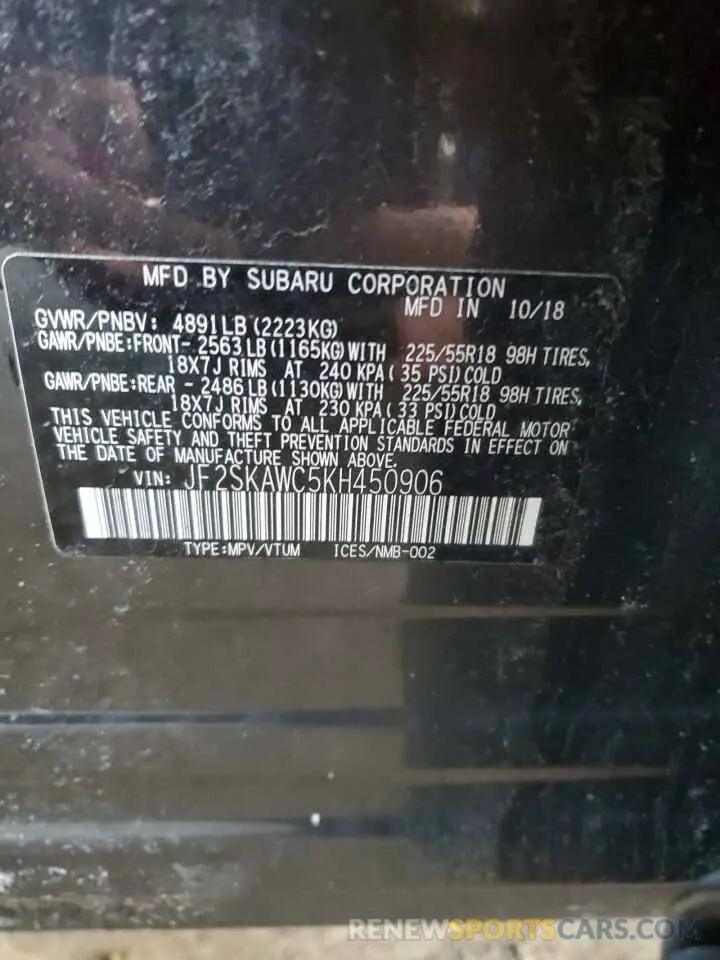 MFD BY SUBARU CORPORATION
MFD IN 10/18
GVWR/PNBV: 4891LB(2223KG)
GAWR/PNBE:FRONT- 2563LB(1165KG)WITH 225/55R18 98H TIRES,
18X7J RIMS AT 240 KPA(35 PSI)COLD
GAWR/PNBE:REAR - 2486LB(1130KG)WITH 225/55R18 98H TIRES,
18X7J RIMS AT 230 KPA(33 PSI)COLD
THIS VEHICLE CONFORMS TO ALL APPLICABLE FEDERAL MOTOR
VEHICLE SAFETY AND THEFT PREVENTION STANDARDS IN EFFECT ON
THE DATE OF MANUFACTURE SHOWN ABOVE.
VIN: JF2SKAWC5KH450906
TYPE:MPV/VTUM ICES/NMB-002
RENEWSPORTSCARS.COM